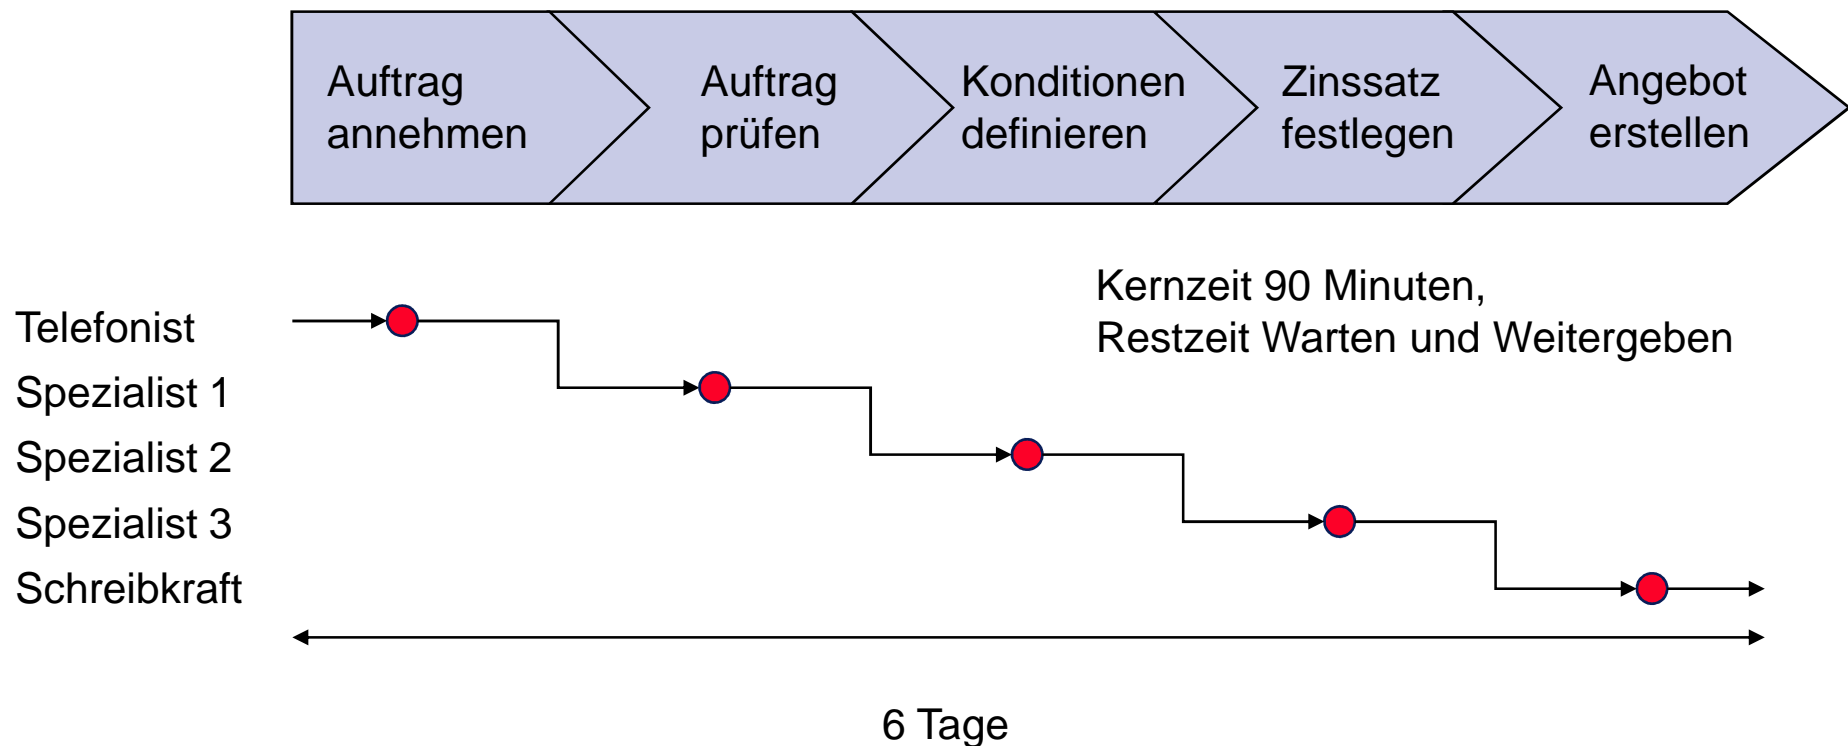 Auftrag
annehmen
Auftrag
prüfen
Konditionen
definieren
Zinssatz
festlegen
Angebot
erstellen
Kernzeit 90 Minuten,
Restzeit Warten und Weitergeben
Telefonist
Spezialist 1
Spezialist 2
Spezialist 3
Schreibkraft
6 Tage